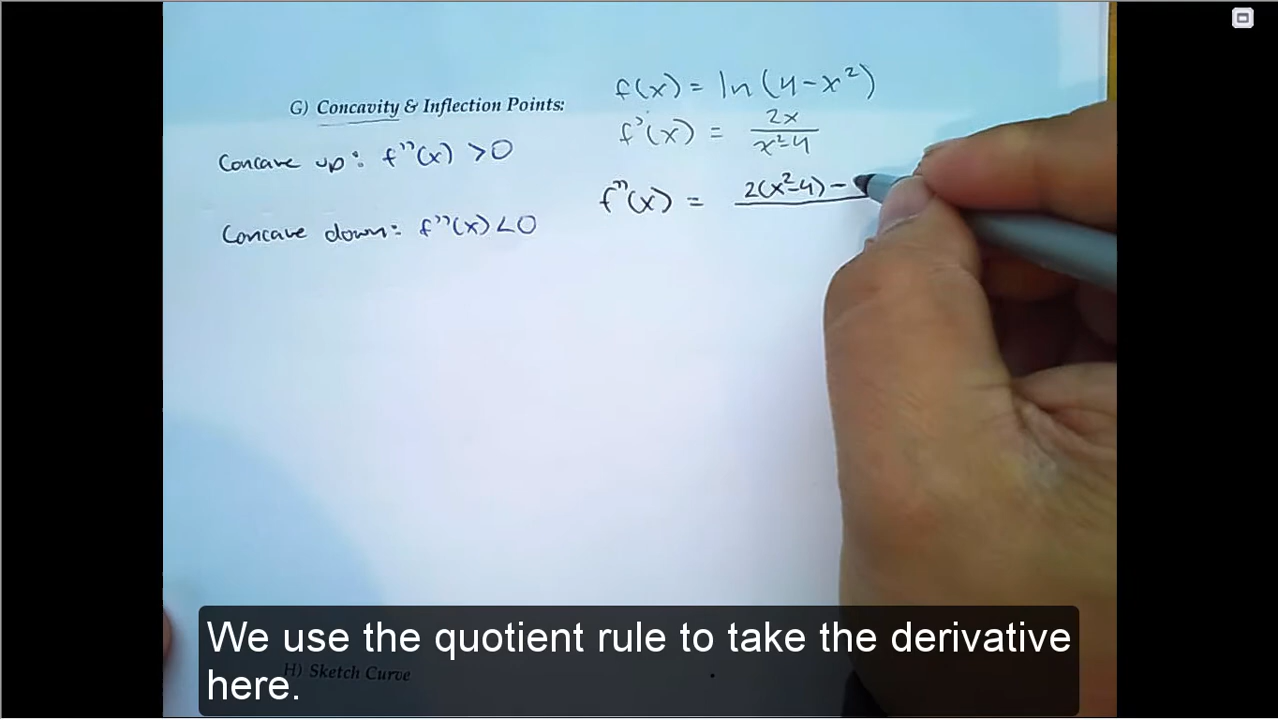 f(x) = ln(4-x²)
G) Concavity & Inflection Points:
f'(x) = 2x / x²-4
Concave up: f''(x) > 0
f''(x) = 2(x²-4) -
Concave down: f''(x) < 0
We use the quotient rule to take the derivative
here.
H) Sketch Curve